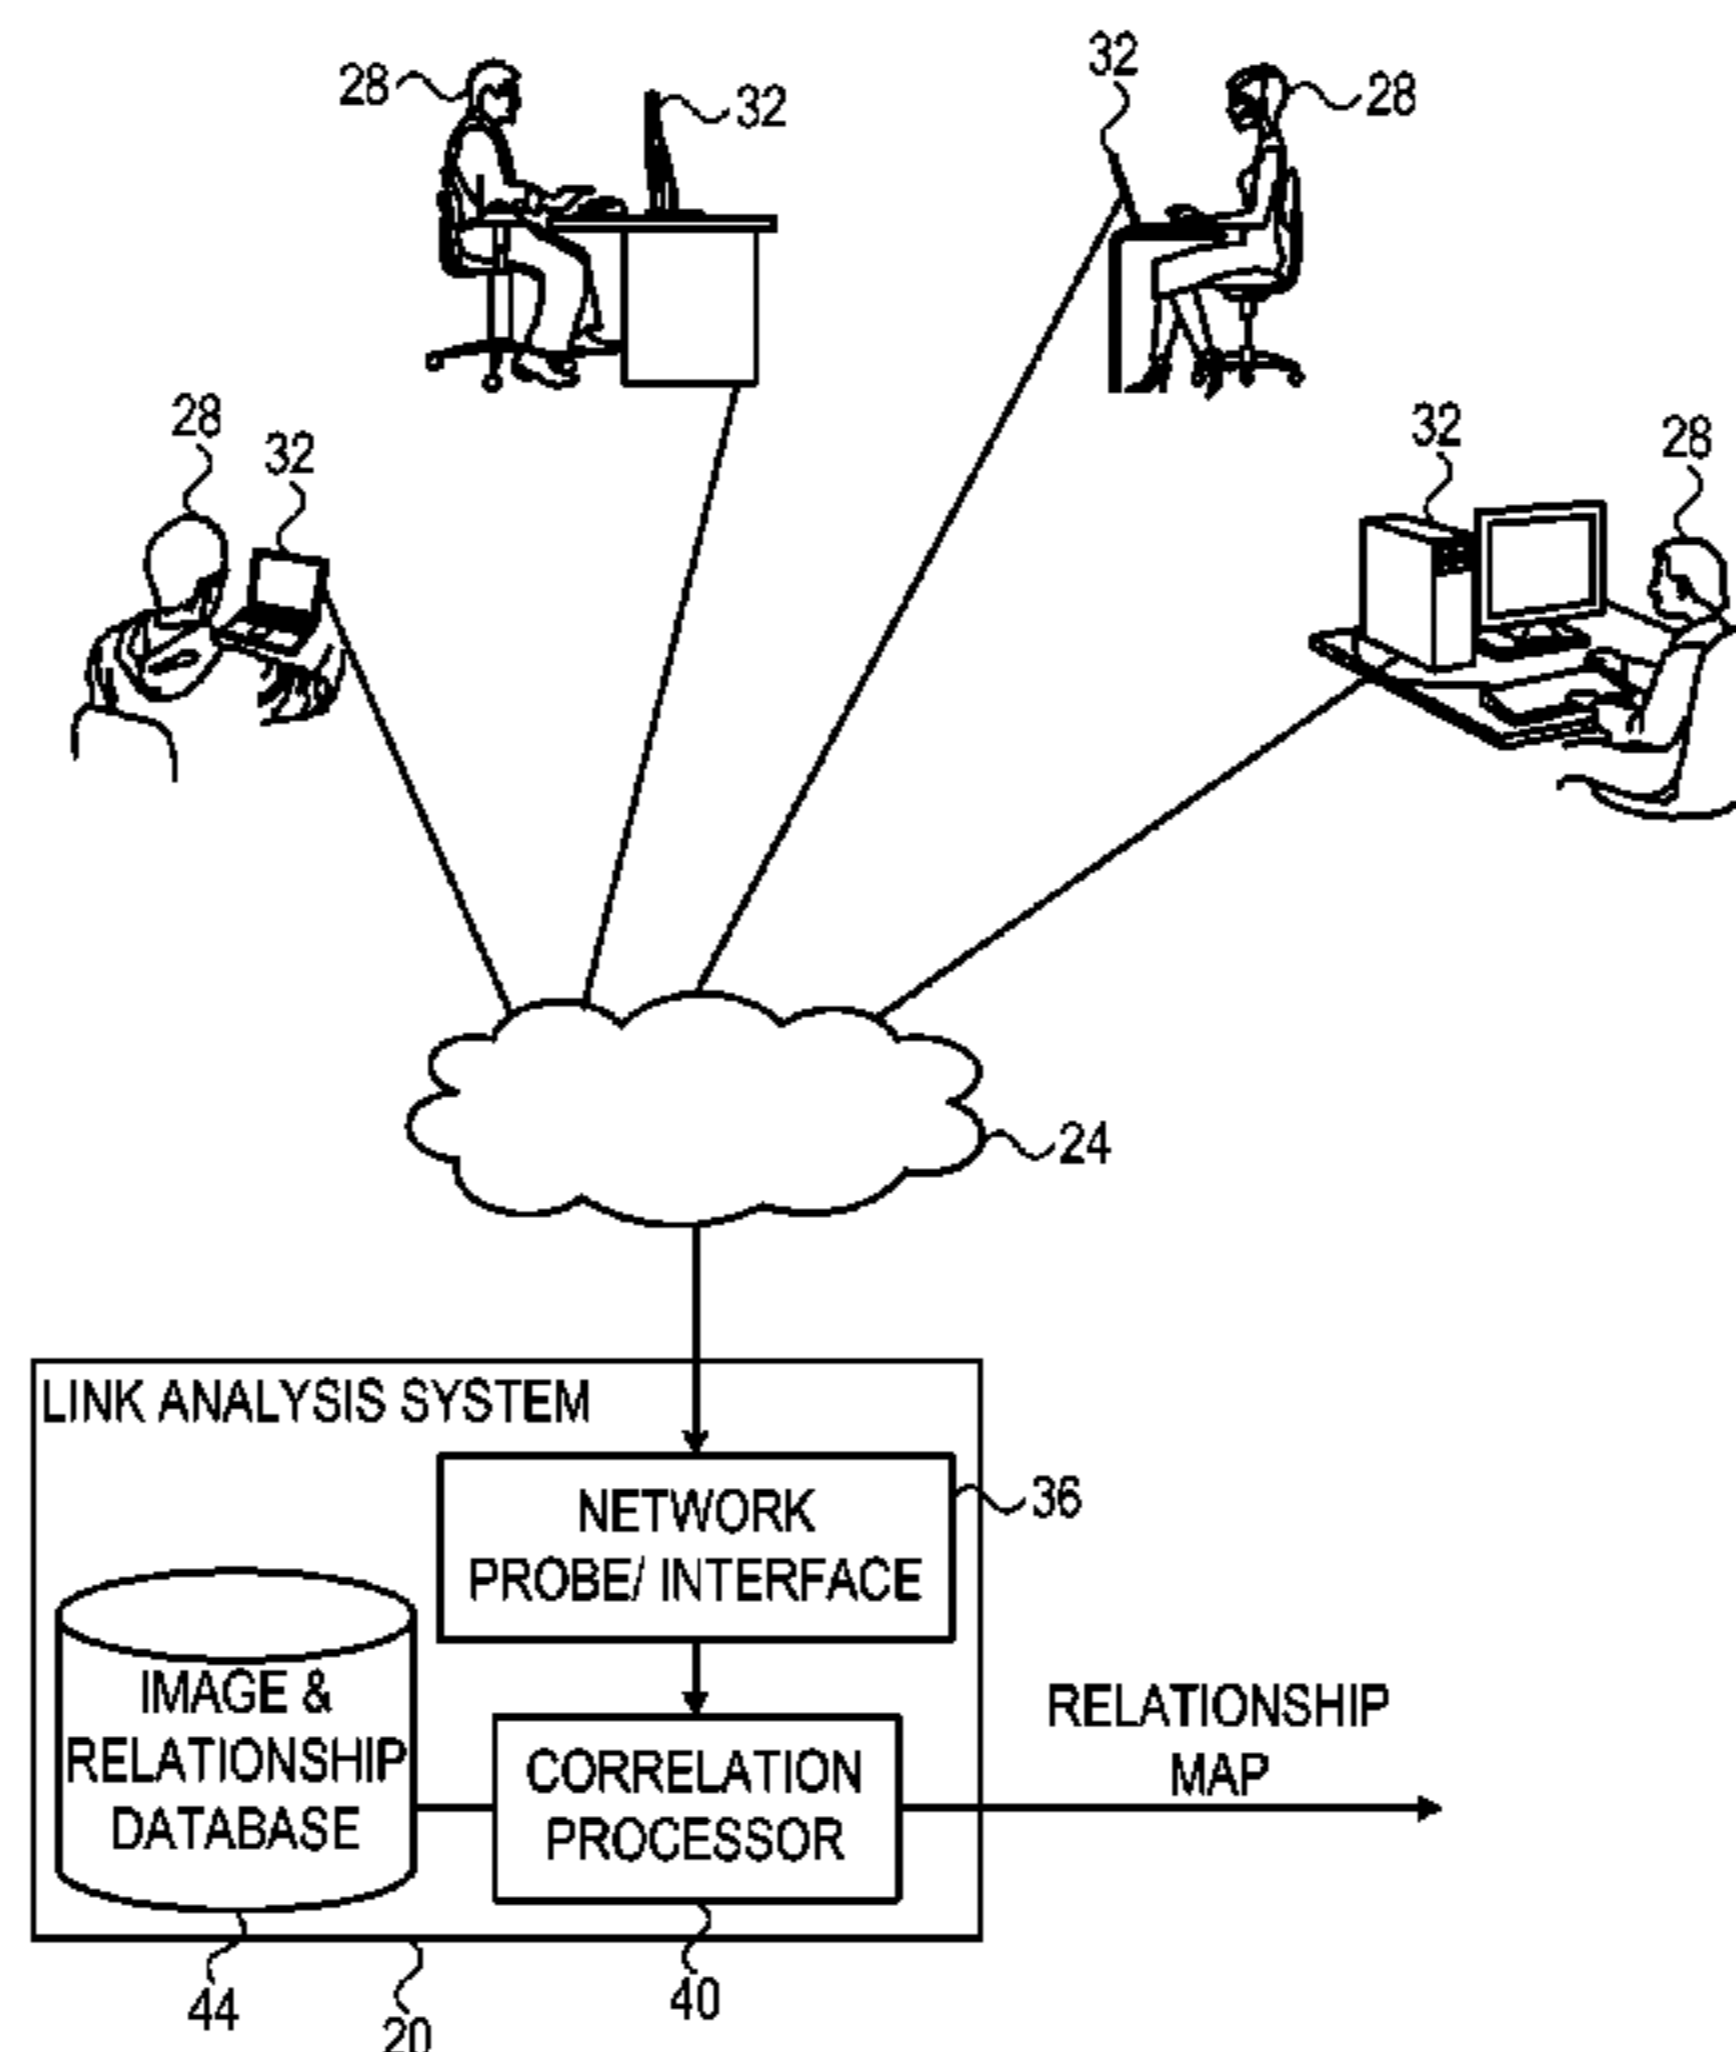 32
28
28
32
28
32
32
28
24
LINK ANALYSIS SYSTEM
NETWORK
PROBE/ INTERFACE
36
IMAGE &
RELATIONSHIP
DATABASE
CORRELATION
PROCESSOR
RELATIONSHIP
MAP
44
20
40